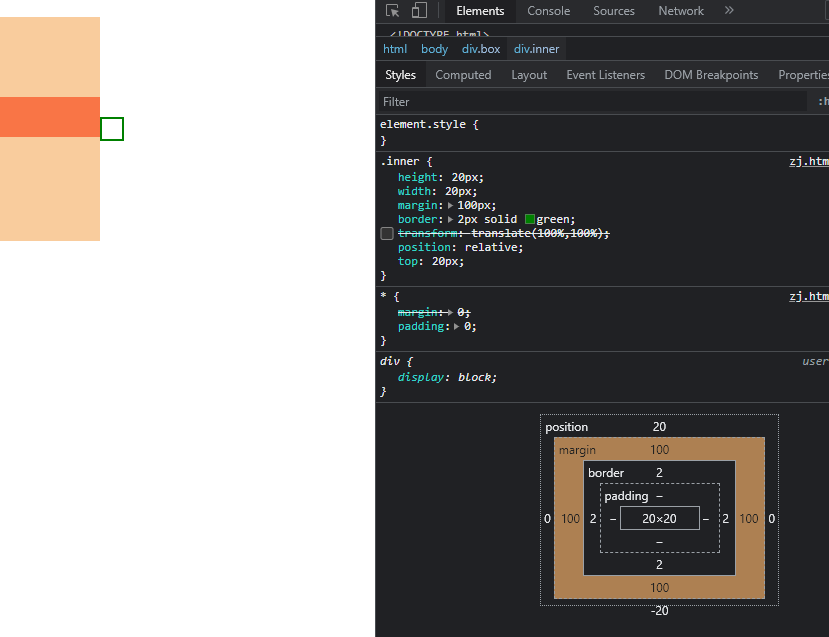 Elements Console Sources Network »
<!DOCTYPE html>
html body div.box div.inner
Styles Computed Layout Event Listeners DOM Breakpoints Properties
Filter :h
element.style {
}
.inner { zj.htm
height: 20px;
width: 20px;
margin: 100px;
border: 2px solid green;
transform: translate(100%,100%);
position: relative;
top: 20px;
}
* { zj.htm
margin: 0;
padding: 0;
}
div { user
display: block;
}
position 20
margin 100
border 2
padding –
0 100 2 – 20×20 – 2 100 0
–
2
100
-20